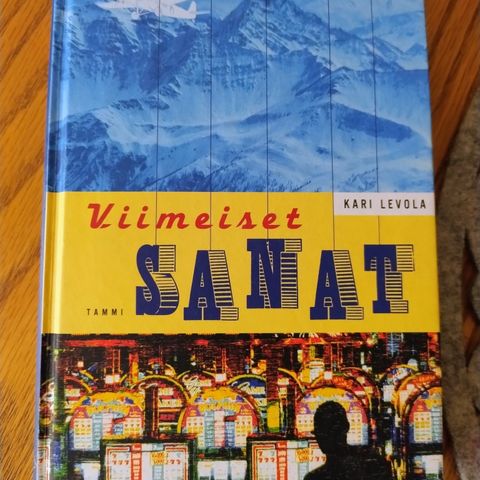 KARI LEVOLA
Viimeiset
SANAT
TAMMI